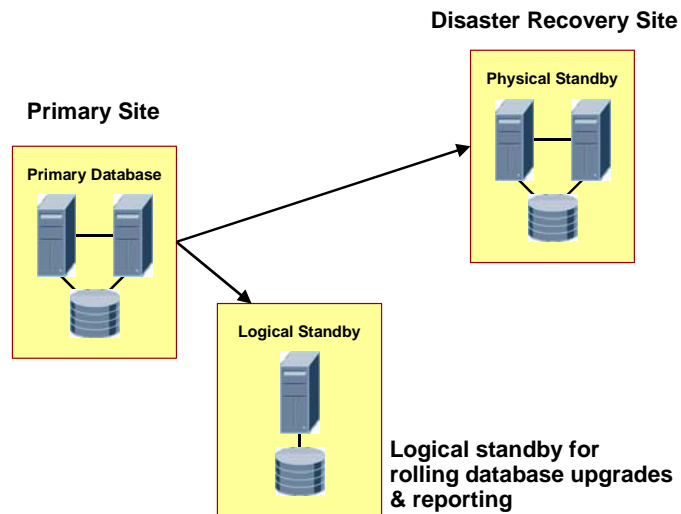 Disaster Recovery Site
Physical Standby
Primary Site
Primary Database
Logical Standby
Logical standby for
rolling database upgrades
& reporting